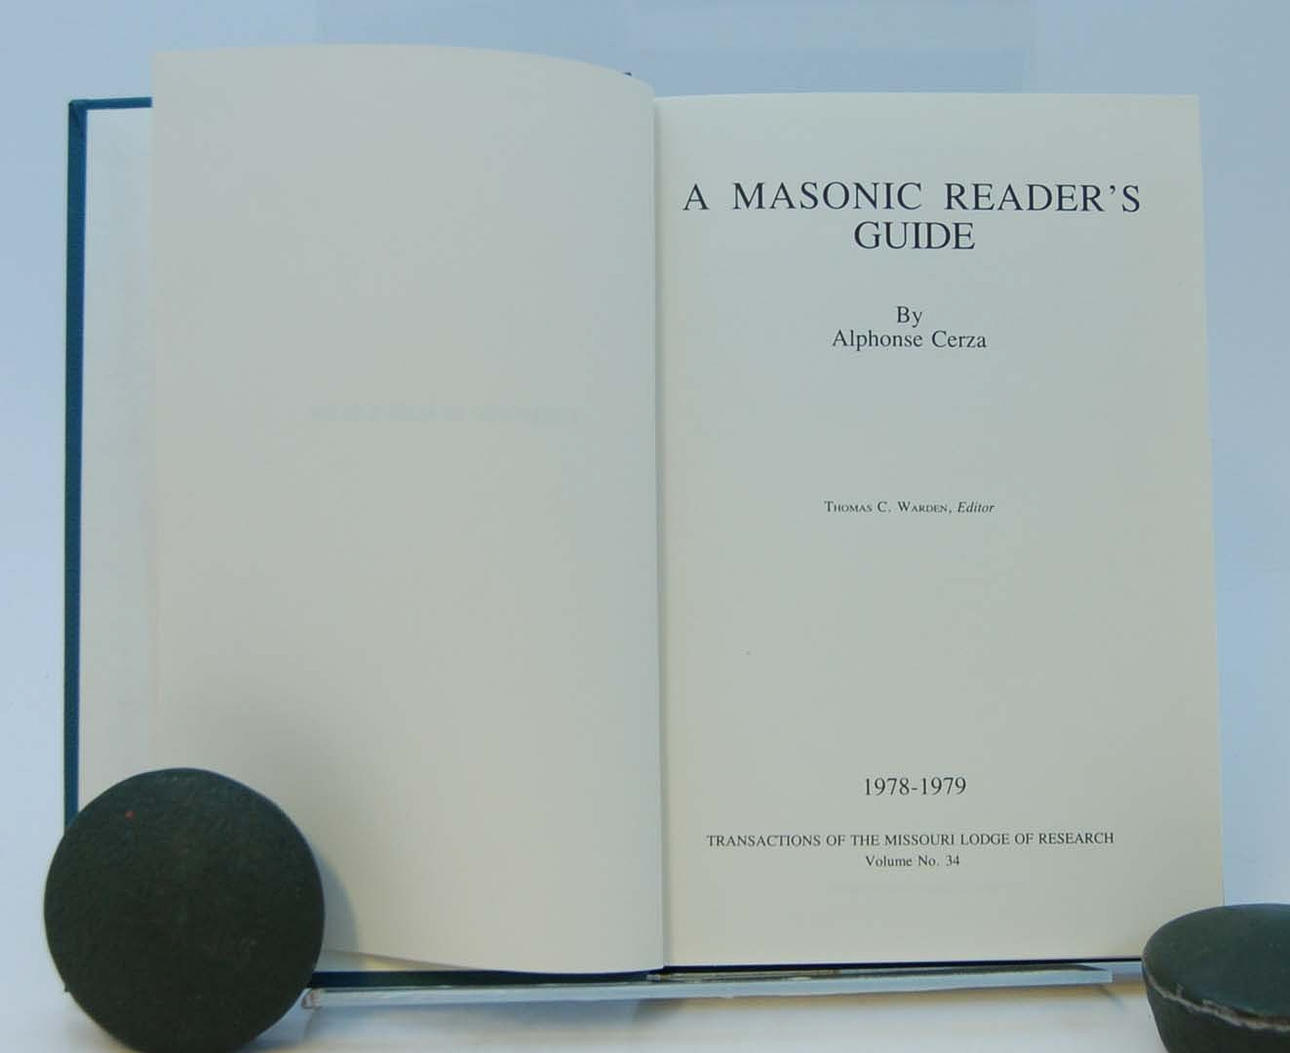 A MASONIC READER'S
GUIDE
By
Alphonse Cerza
Thomas C. Warden, Editor
1978-1979
TRANSACTIONS OF THE MISSOURI LODGE OF RESEARCH
Volume No. 34